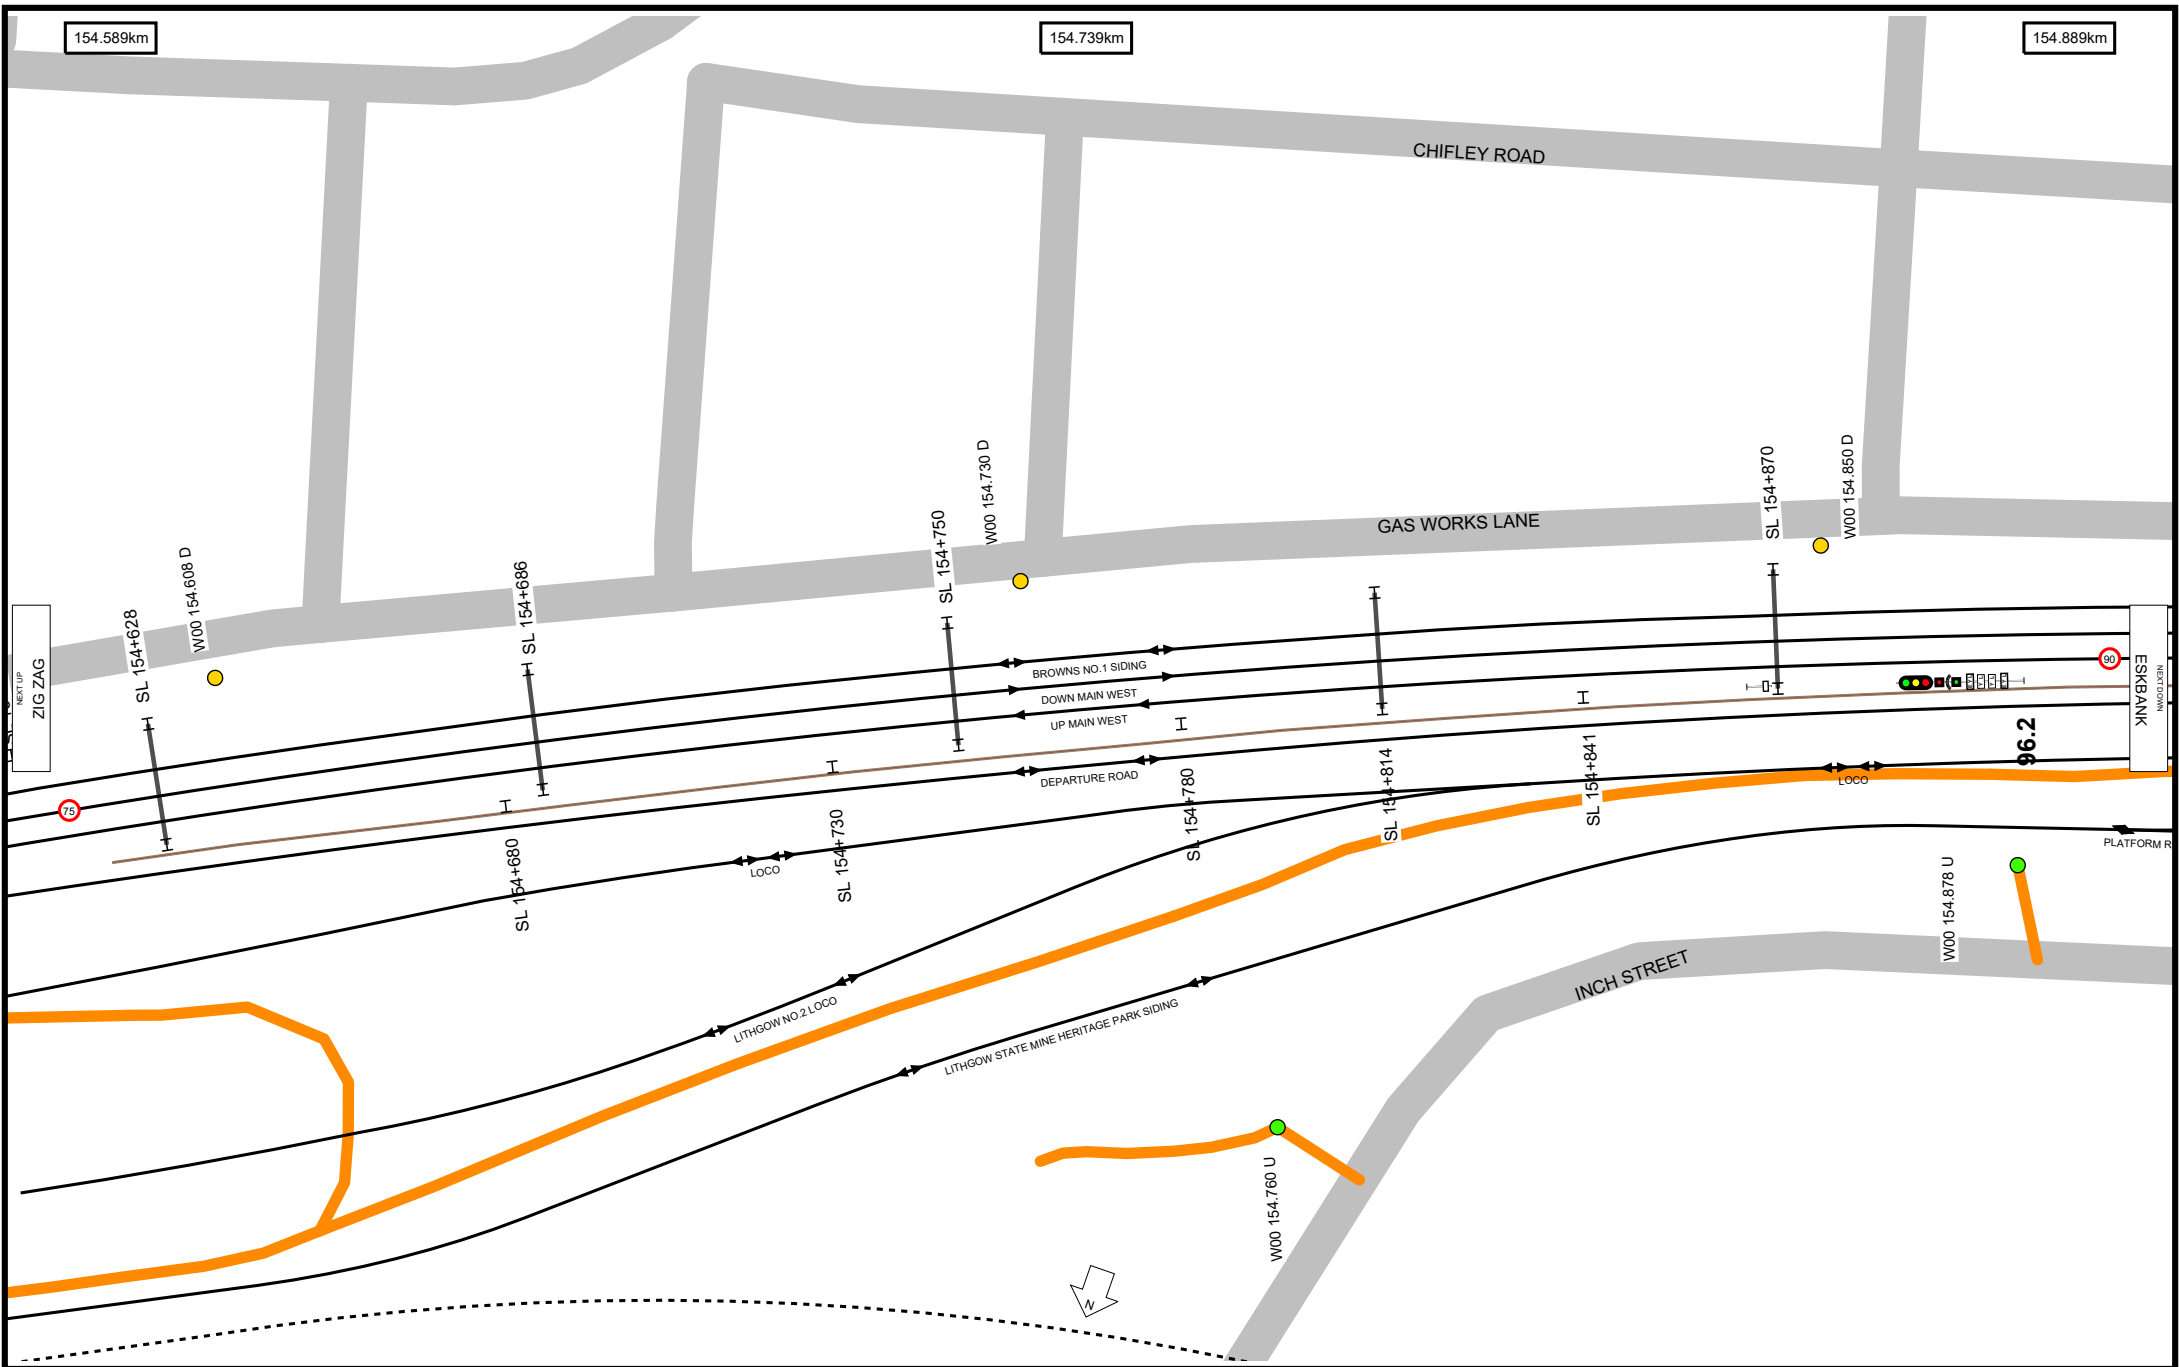 154.589km
154.739km
154.889km
CHIFLEY ROAD
GAS WORKS LANE
W00 154.608 D
W00 154.730 D
W00 154.850 D
SL 154+628
SL 154+686
SL 154+750
SL 154+870
NEXT UP
ZIG ZAG
ESKBANK
NEXT DOWN
BROWNS NO.1 SIDING
DOWN MAIN WEST
UP MAIN WEST
DEPARTURE ROAD
75
90
96.2
LOCO
LOCO
SL 154+680
SL 154+730
SL 154+780
SL 154+814
SL 154+841
PLATFORM R
W00 154.878 U
LITHGOW NO.2 LOCO
LITHGOW STATE MINE HERITAGE PARK SIDING
INCH STREET
W00 154.760 U
N